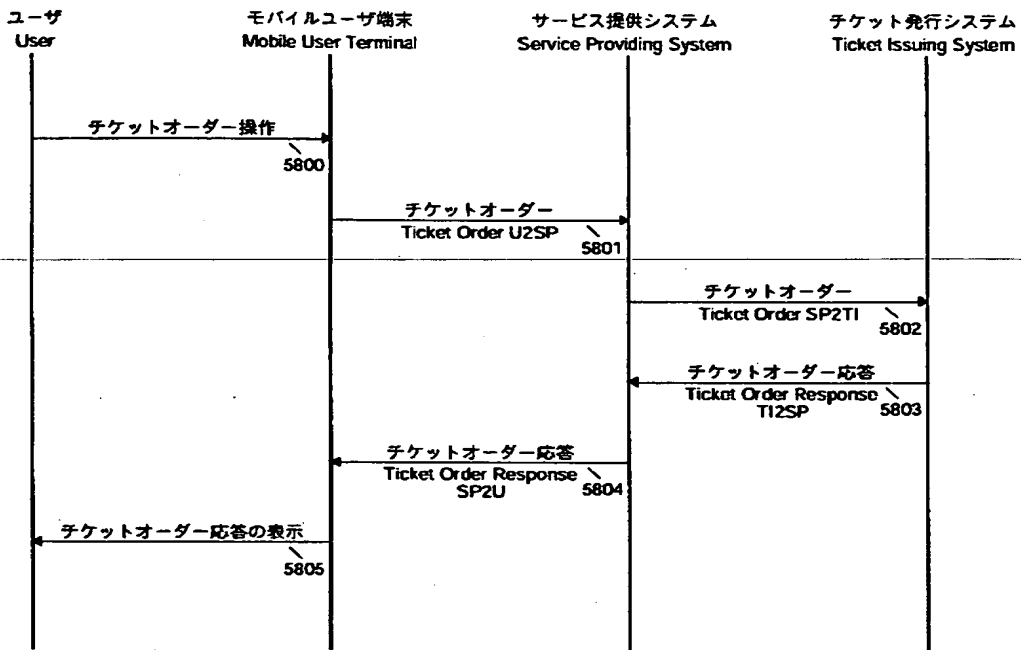 ユーザ
User
モバイルユーザ端末
Mobile User Terminal
サービス提供システム
Service Providing System
チケット発行システム
Ticket Issuing System
チケットオーダー操作
5800
チケットオーダー
Ticket Order U2SP
5801
チケットオーダー
Ticket Order SP2TI
5802
チケットオーダー応答
Ticket Order Response
TI2SP
5803
チケットオーダー応答
Ticket Order Response
SP2U
5804
チケットオーダー応答の表示
5805